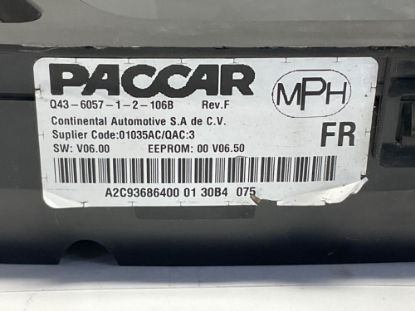 PACCAR
MPH
Q43-6057-1-2-106B Rev.F
Continental Automotive S.A de C.V.
Suplier Code:01035AC/QAC:3
FR
SW: V06.00 EEPROM: 00 V06.50
A2C93686400 01 30B4 075